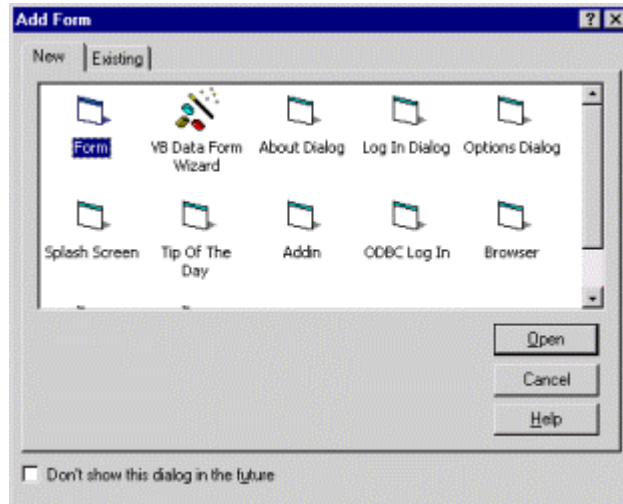 Add Form
New Existing
Form VB Data Form Wizard About Dialog Log In Dialog Options Dialog
Splash Screen Tip Of The Day Addin ODBC Log In Browser
Open
Cancel
Help
Don't show this dialog in the future